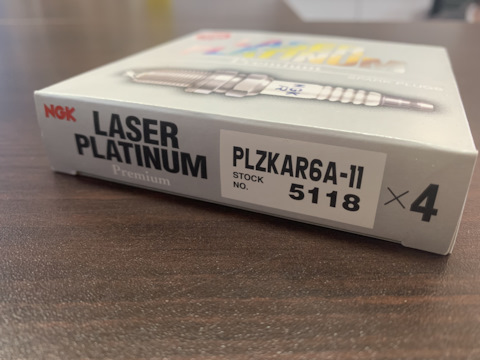 NGK
LASER
PLATINUM
Premium
PLZKAR6A-11
STOCK
NO.
5118
×4